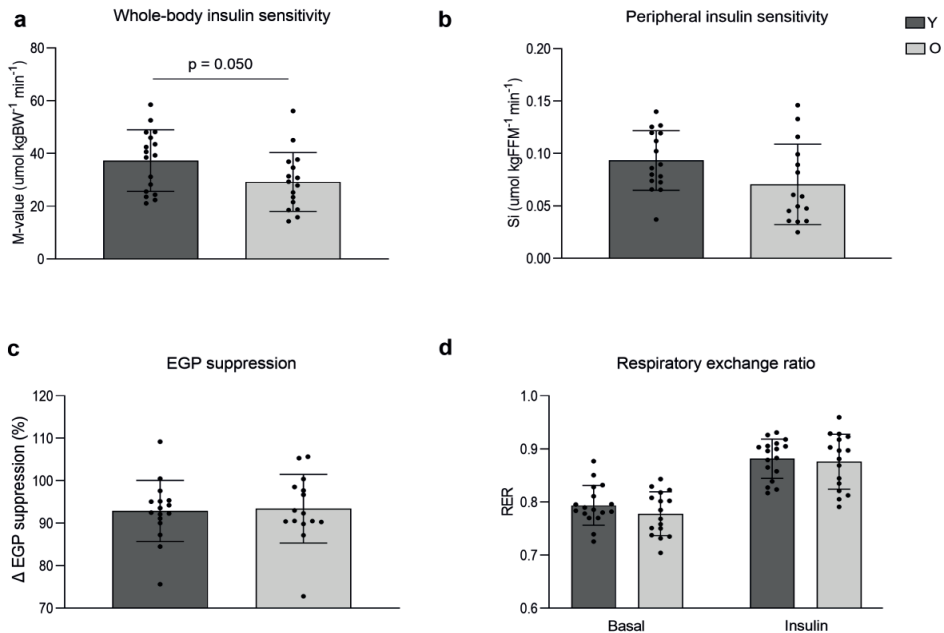 a
Whole-body insulin sensitivity
M-value (umol kgBW⁻¹ min⁻¹)
80
60
40
20
0
p = 0.050
b
Peripheral insulin sensitivity
Si (umol kgFFM⁻¹ min⁻¹)
0.20
0.15
0.10
0.05
0.00
Y
O
c
EGP suppression
Δ EGP suppression (%)
120
110
100
90
80
70
d
Respiratory exchange ratio
RER
1.0
0.9
0.8
0.7
0.6
Basal
Insulin